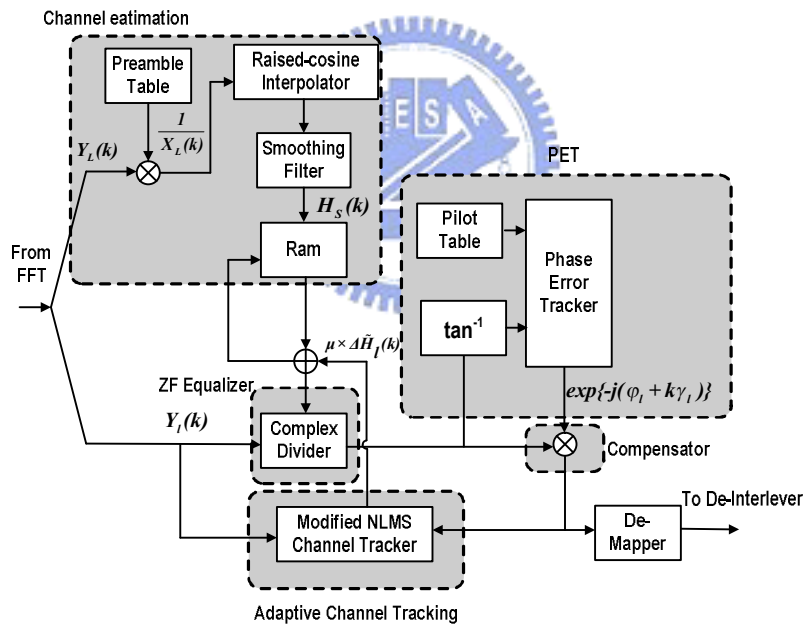 Channel eatimation
Preamble
Table
Raised-cosine
Interpolator
1
X_L(k)
Y_L(k)
Smoothing
Filter
H_S(k)
Ram
From
FFT
E S A
PET
Pilot
Table
Phase
Error
Tracker
tan⁻¹
μ × ΔH̃_l(k)
exp{-j(φ_l + kγ_l)}
ZF Equalizer
Y_l(k)
Complex
Divider
Compensator
Modified NLMS
Channel Tracker
De-
Mapper
To De-Interlever
Adaptive Channel Tracking